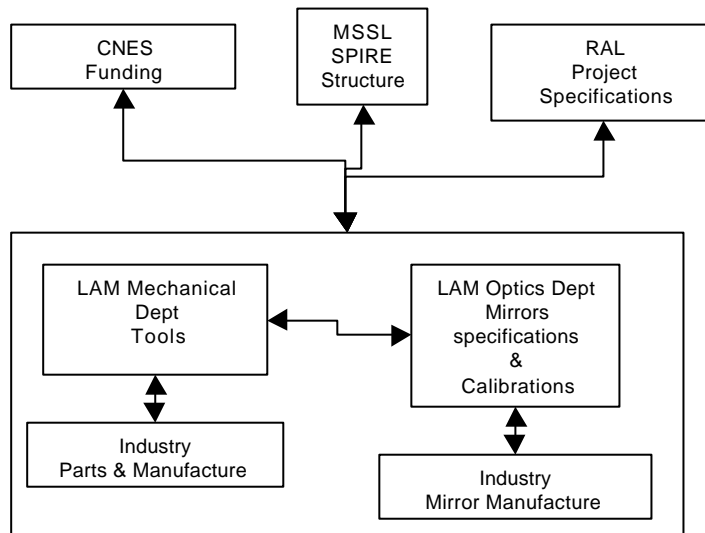 CNES
Funding
MSSL
SPIRE
Structure
RAL
Project
Specifications
LAM Mechanical
Dept
Tools
LAM Optics Dept
Mirrors
specifications
&
Calibrations
Industry
Parts & Manufacture
Industry
Mirror Manufacture